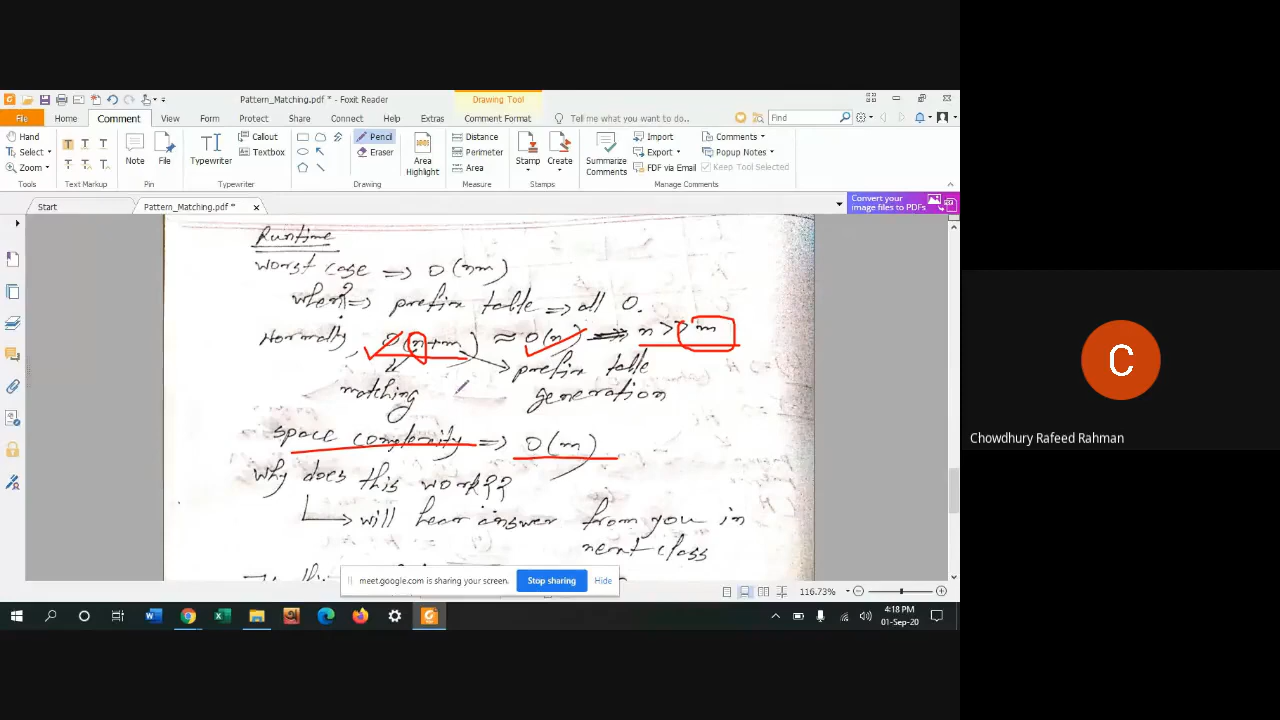 Pattern_Matching.pdf * - Foxit Reader
Drawing Tool
File Home Comment View Form Protect Share Connect Help Extras Comment Format Tell me what you want to do.. Find
Hand
Select
Zoom
Tools
Text Markup
Note
File
Pin
Typewriter
Callout
Textbox
Typewriter
Pencil
Eraser
Drawing
Area Highlight
Distance
Perimeter
Area
Measure
Stamp
Create
Stamps
Summarize Comments
Import
Export
FDF via Email
Comments
Popup Notes
Keep Tool Selected
Manage Comments
Start
Pattern_Matching.pdf *
Convert your image files to PDFs
Runtime
Worst case => O(nm)
when? => prefix table => all 0.
Normally, O(n+m) ≈ O(n) => n >> m
matching
prefix table generation
space complexity => O(m)
Why does this work??
will hear answer from you in
next class
meet.google.com is sharing your screen. Stop sharing Hide
116.73%
4:18 PM
01-Sep-20
C
Chowdhury Rafeed Rahman